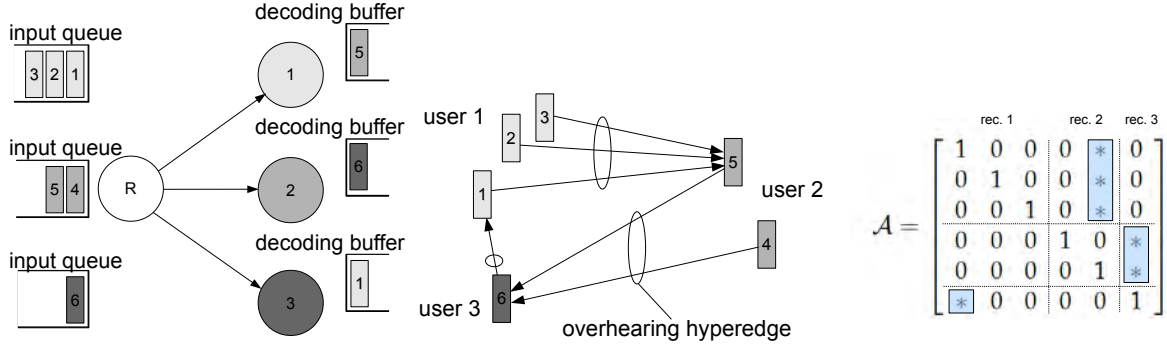 input queue
3 2 1
decoding buffer
5
1
input queue
5 4
R
decoding buffer
6
2
input queue
6
decoding buffer
1
3
user 1
3
2
1
5
user 2
4
user 3
6
overhearing hyperedge
rec. 1 rec. 2 rec. 3
1 0 0 0 * 0
0 1 0 0 * 0
0 0 1 0 * 0
𝒜 =
0 0 0 1 0 *
0 0 0 0 1 *
* 0 0 0 0 1